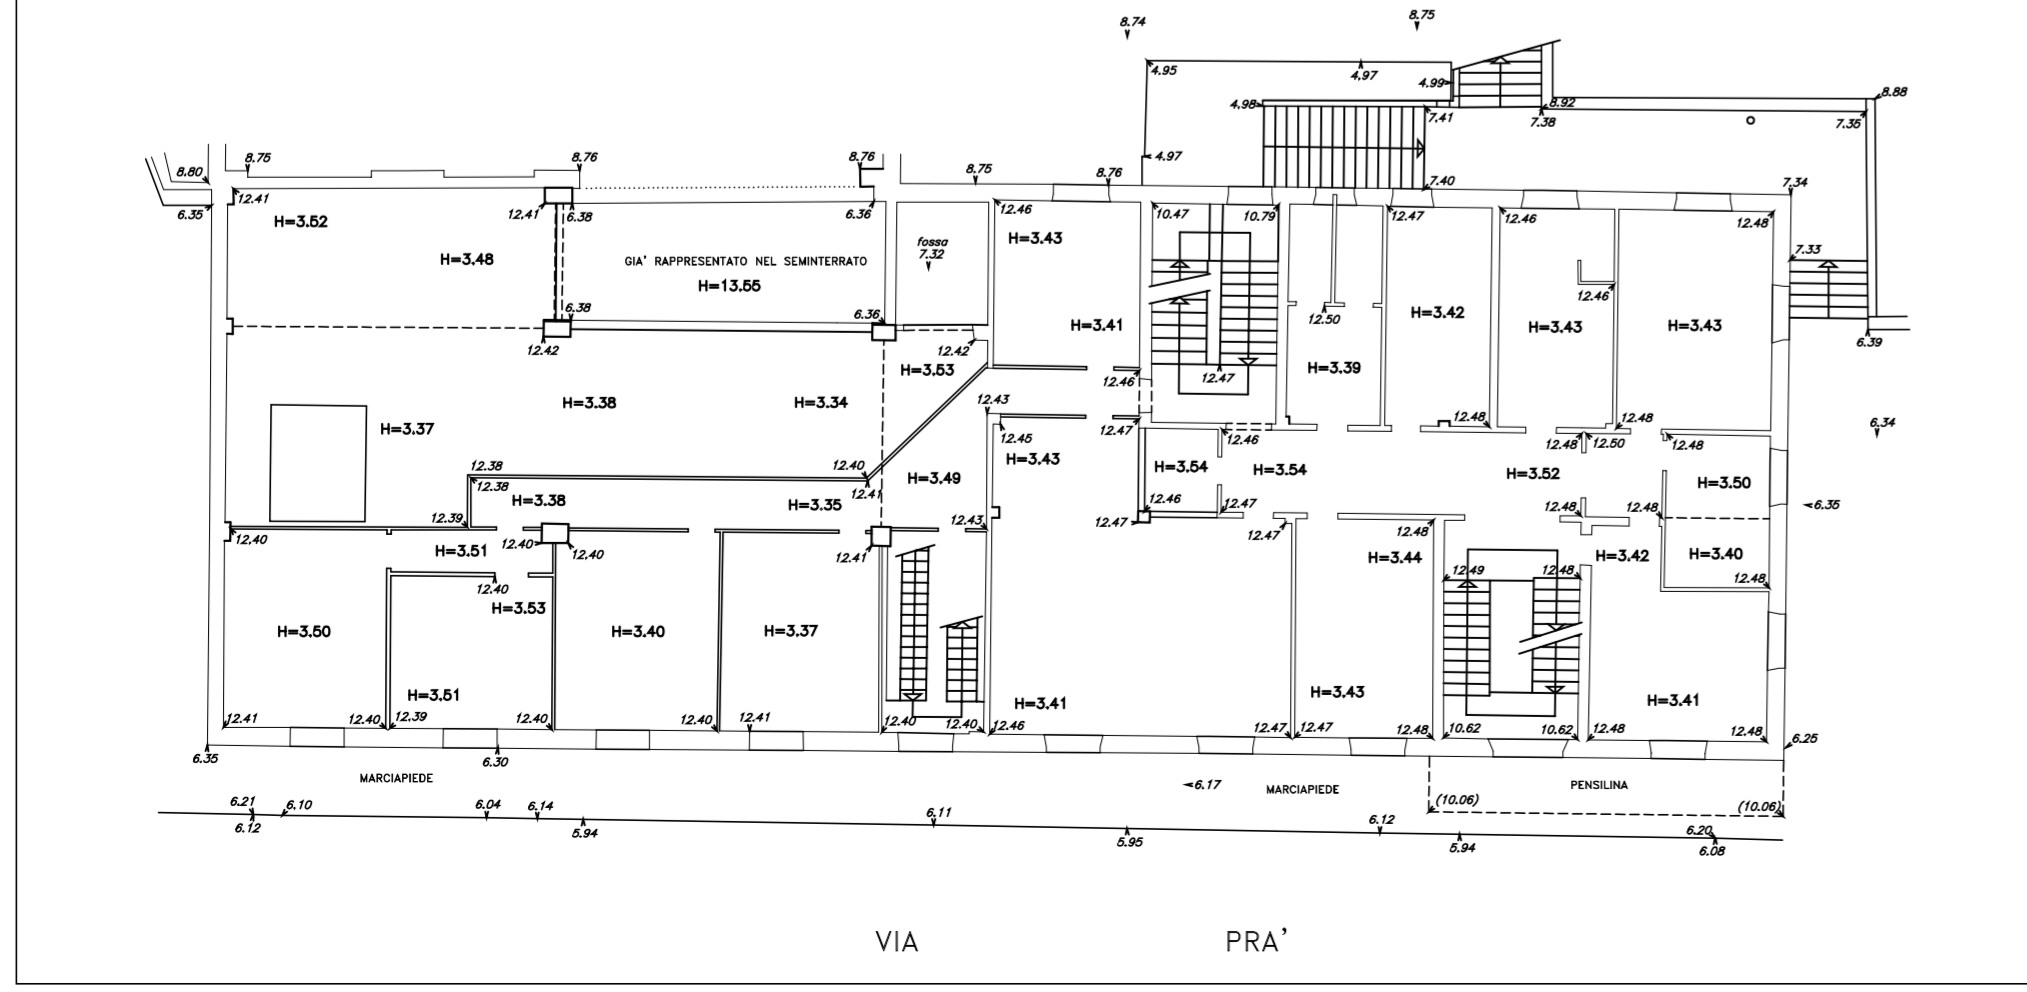 8.74 8.75
4.95 4.97 4.99 8.92 8.88
4.98 7.41 7.38 7.35
8.80 8.75 8.76 8.76 8.75 8.76 4.97 7.40 7.34
6.35 12.41 12.41 6.38 6.36 12.46 10.47 10.79 12.47 12.46 12.48
H=3.52 H=3.43
H=3.48 GIA' RAPPRESENTATO NEL SEMINTERRATO fossa 7.33
7.32
H=13.55 12.46
6.38 6.36 H=3.41 12.50 H=3.42 H=3.43 H=3.43
12.42 12.42 6.39
H=3.53 12.46 12.47 H=3.39
H=3.37 H=3.38 H=3.34 12.43 12.47 12.48 12.48 6.34
12.45 12.46 12.48 12.50 12.48
H=3.43 H=3.54 H=3.54 H=3.52 H=3.50
12.38 12.40
12.38 12.41 H=3.49
H=3.38 H=3.35 12.46 12.47 12.48 12.48 6.35
12.39 12.43 12.47 12.47 12.48
12.40 H=3.51 12.40 12.40 12.41 H=3.44 H=3.42 H=3.40
12.40 12.49 12.48 12.48
H=3.53
H=3.50 H=3.40 H=3.37
H=3.51 H=3.41 H=3.43 H=3.41
12.41 12.40 12.39 12.40 12.40 12.41 12.40 12.40 12.46 12.47 12.47 12.48 10.62 10.62 12.48 12.48 6.25
6.35 6.30
MARCIAPIEDE 6.17 MARCIAPIEDE PENSILINA
6.21 6.10 6.04 6.14 6.11 6.12 (10.06) (10.06)
6.12 5.94 5.95 5.94 6.20 6.08
VIA PRA'